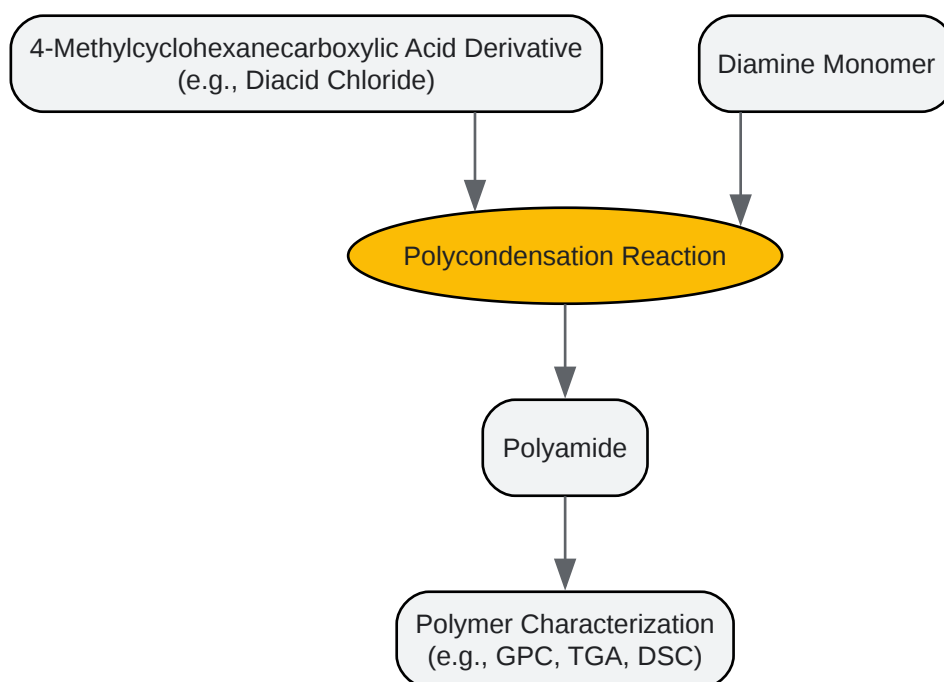 4-Methylcyclohexanecarboxylic Acid Derivative
(e.g., Diacid Chloride)
Diamine Monomer
Polycondensation Reaction
Polyamide
Polymer Characterization
(e.g., GPC, TGA, DSC)